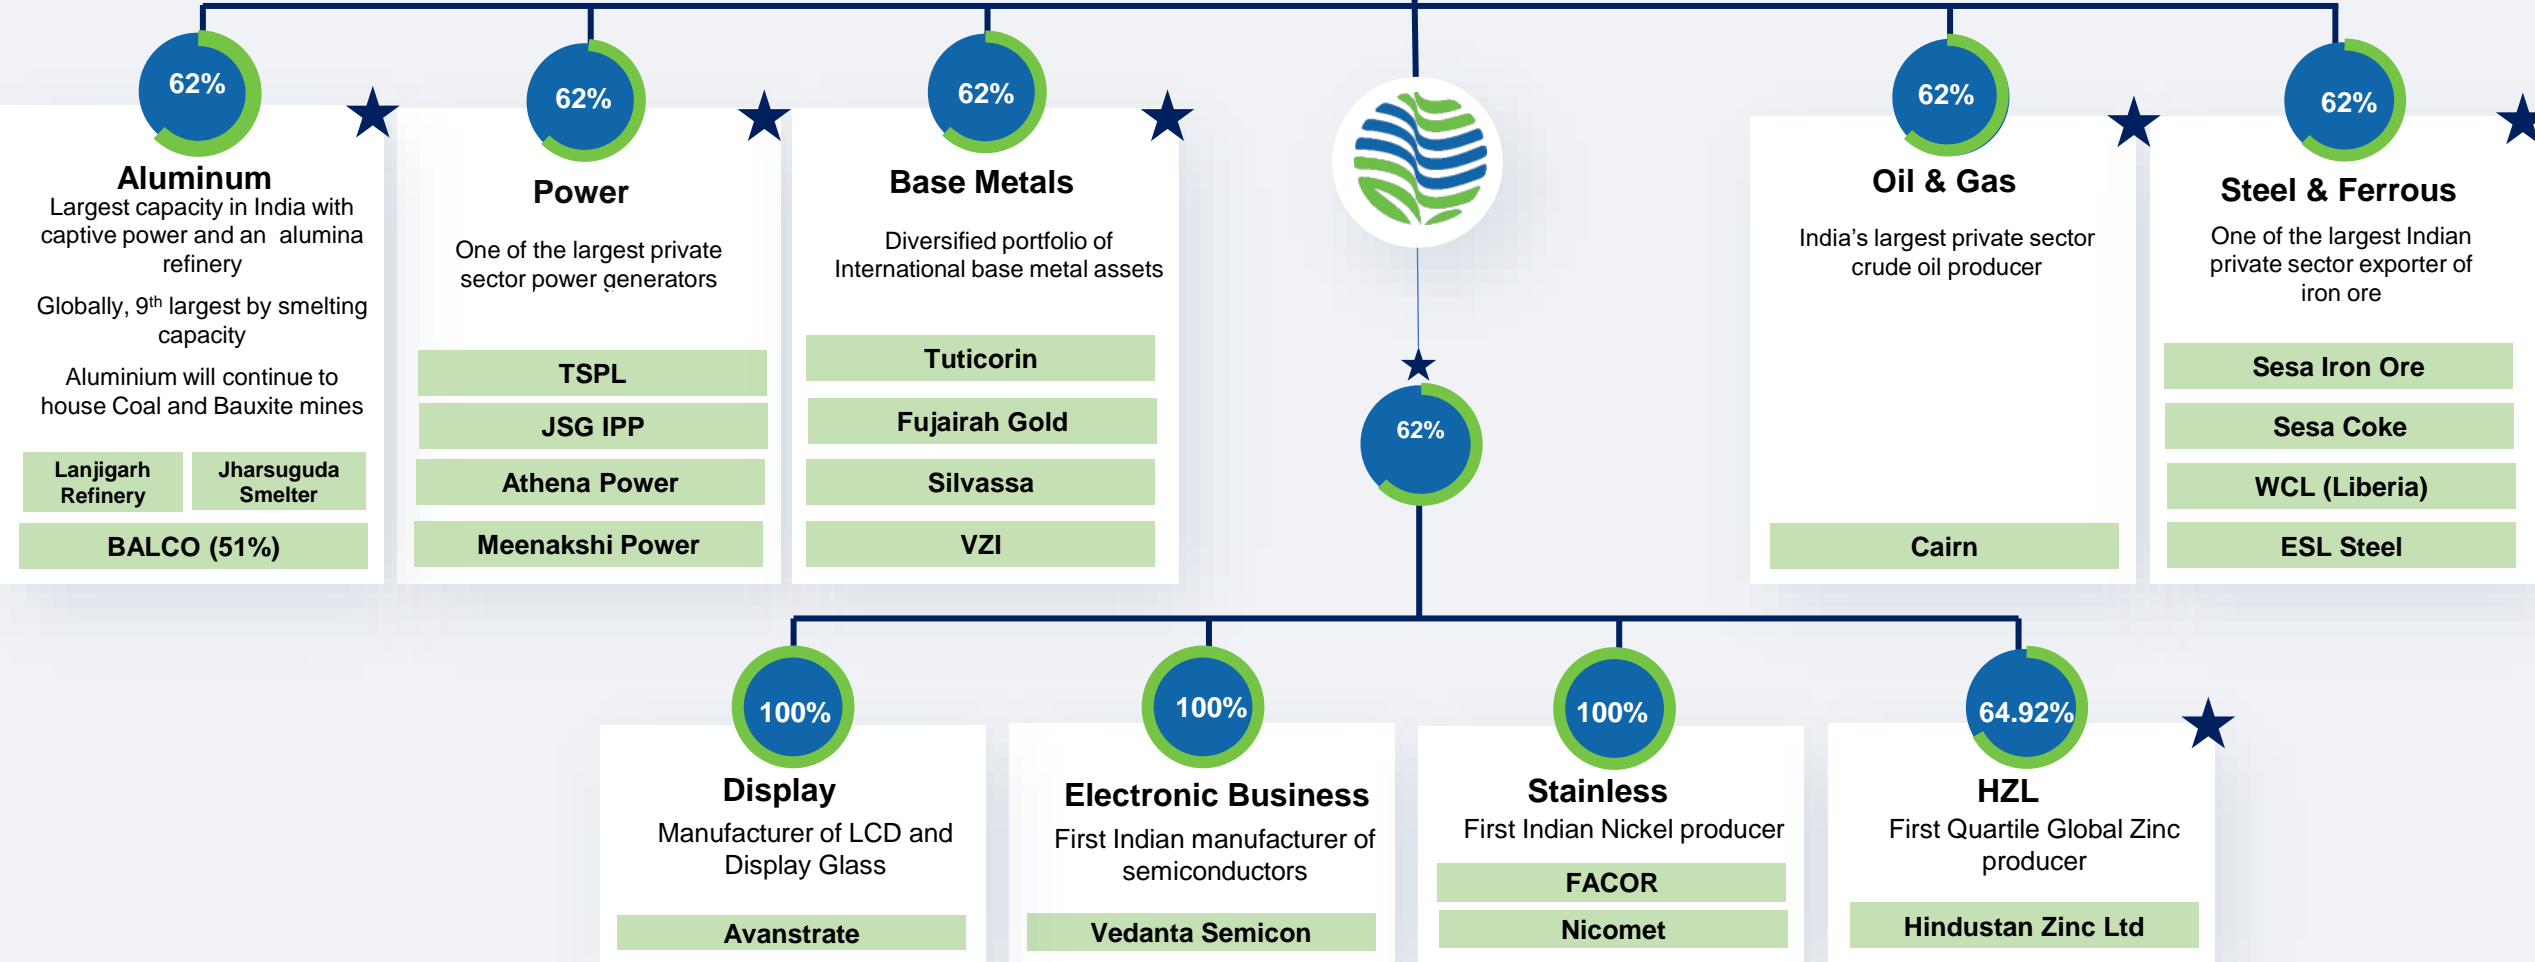 62%
Aluminum
Largest capacity in India with
captive power and an alumina
refinery
Globally, 9th largest by smelting
capacity
Aluminium will continue to
house Coal and Bauxite mines
Lanjigarh
Refinery
Jharsuguda
Smelter
BALCO (51%)
62%
Power
One of the largest private
sector power generators
TSPL
JSG IPP
Athena Power
Meenakshi Power
62%
Base Metals
Diversified portfolio of
International base metal assets
Tuticorin
Fujairah Gold
Silvassa
VZI
62%
62%
Oil & Gas
India's largest private sector
crude oil producer
Cairn
62%
Steel & Ferrous
One of the largest Indian
private sector exporter of
iron ore
Sesa Iron Ore
Sesa Coke
WCL (Liberia)
ESL Steel
100%
Display
Manufacturer of LCD and
Display Glass
Avanstrate
100%
Electronic Business
First Indian manufacturer of
semiconductors
Vedanta Semicon
100%
Stainless
First Indian Nickel producer
FACOR
Nicomet
64.92%
HZL
First Quartile Global Zinc
producer
Hindustan Zinc Ltd